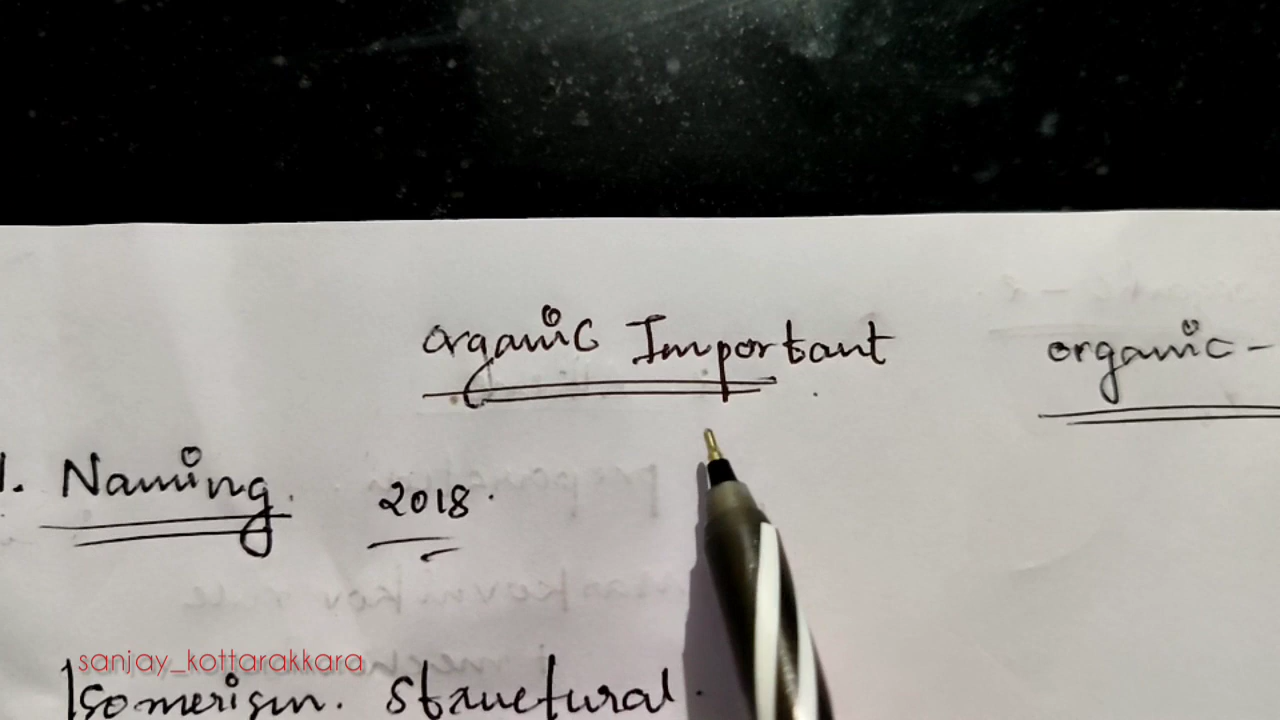 organic Important
organic -
1. Naming. 2018.
sanjay_kottarakkara
Isomerism. Structural.